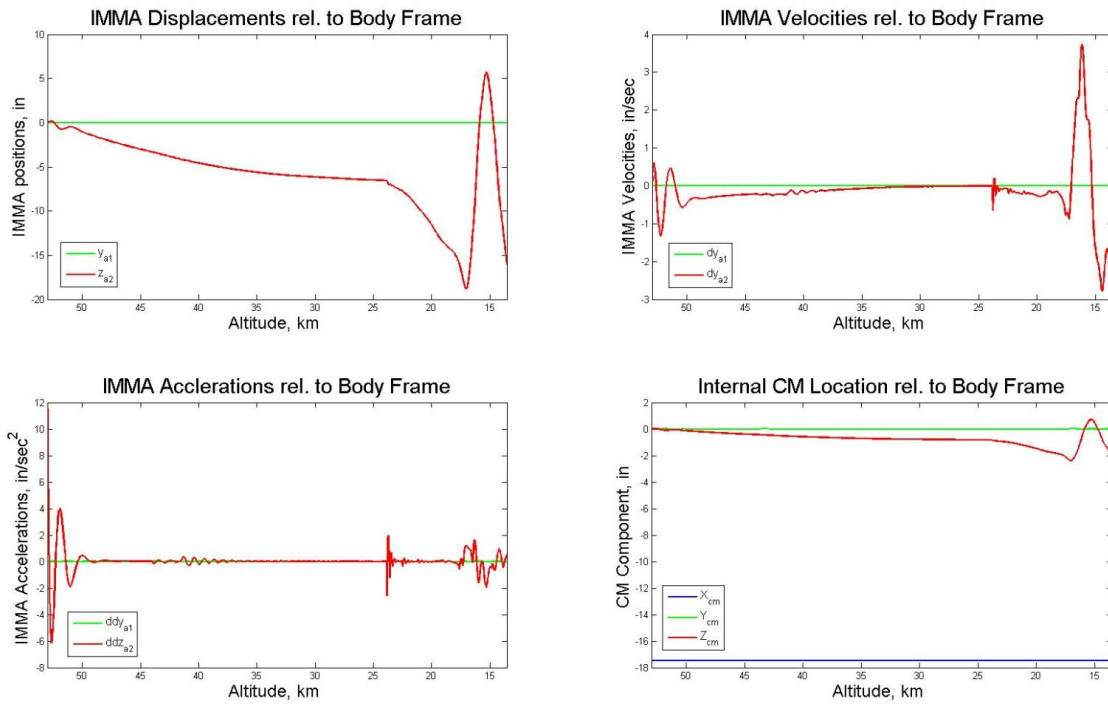 IMMA Displacements rel. to Body Frame
10
5
0
-5
-10
-15
-20
IMMA positions, in
y_a1
z_a2
50 45 40 35 30 25 20 15
Altitude, km
IMMA Velocities rel. to Body Frame
4
3
2
1
0
-1
-2
-3
IMMA Velocities, in/sec
dy_a1
dy_a2
50 45 40 35 30 25 20 15
Altitude, km
IMMA Acclerations rel. to Body Frame
12
10
8
6
4
2
0
-2
-4
-6
-8
IMMA Accelerations, in/sec²
ddy_a1
ddz_a2
50 45 40 35 30 25 20 15
Altitude, km
Internal CM Location rel. to Body Frame
2
0
-2
-4
-6
-8
-10
-12
-14
-16
-18
CM Component, in
X_cm
Y_cm
Z_cm
50 45 40 35 30 25 20 15
Altitude, km